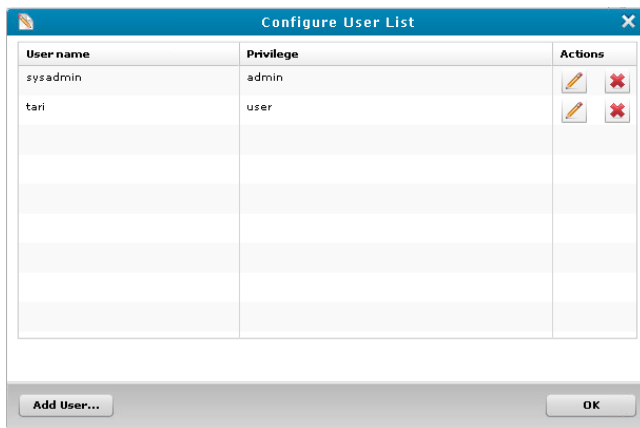 Configure User List
User name Privilege Actions
sysadmin admin
tari user
Add User... OK